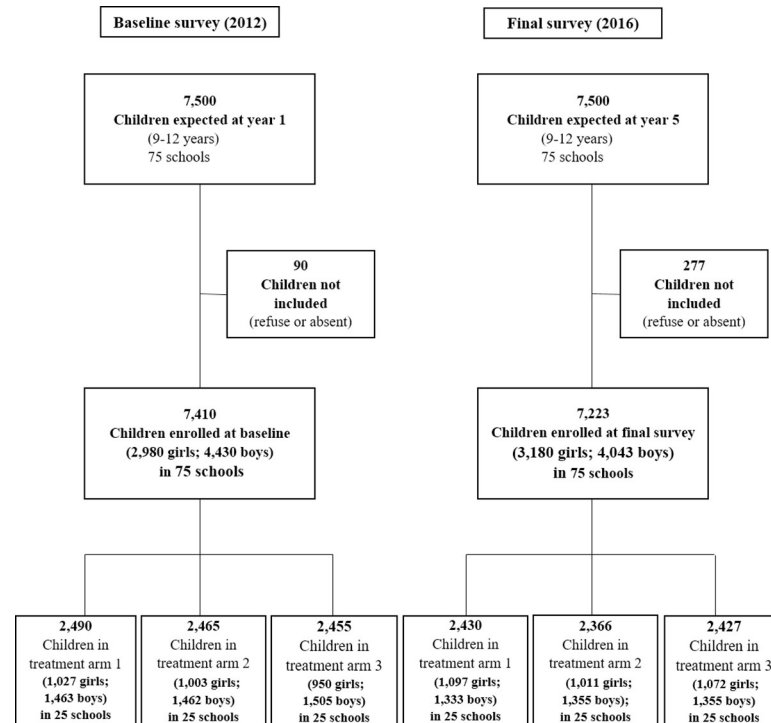 Baseline survey (2012)
Final survey (2016)
7,500
Children expected at year 1
(9-12 years)
75 schools
7,500
Children expected at year 5
(9-12 years)
75 schools
90
Children not
included
(refuse or absent)
277
Children not
included
(refuse or absent)
7,410
Children enrolled at baseline
(2,980 girls; 4,430 boys)
in 75 schools
7,223
Children enrolled at final survey
(3,180 girls; 4,043 boys)
in 75 schools
2,490
Children in
treatment arm 1
(1,027 girls;
1,463 boys)
in 25 schools
2,465
Children in
treatment arm 2
(1,003 girls;
1,462 boys)
in 25 schools
2,455
Children in
treatment arm 3
(950 girls;
1,505 boys)
in 25 schools
2,430
Children in
treatment arm 1
(1,097 girls;
1,333 boys)
in 25 schools
2,366
Children in
treatment arm 2
(1,011 girls;
1,355 boys);
in 25 schools
2,427
Children in
treatment arm 3
(1,072 girls;
1,355 boys)
in 25 schools